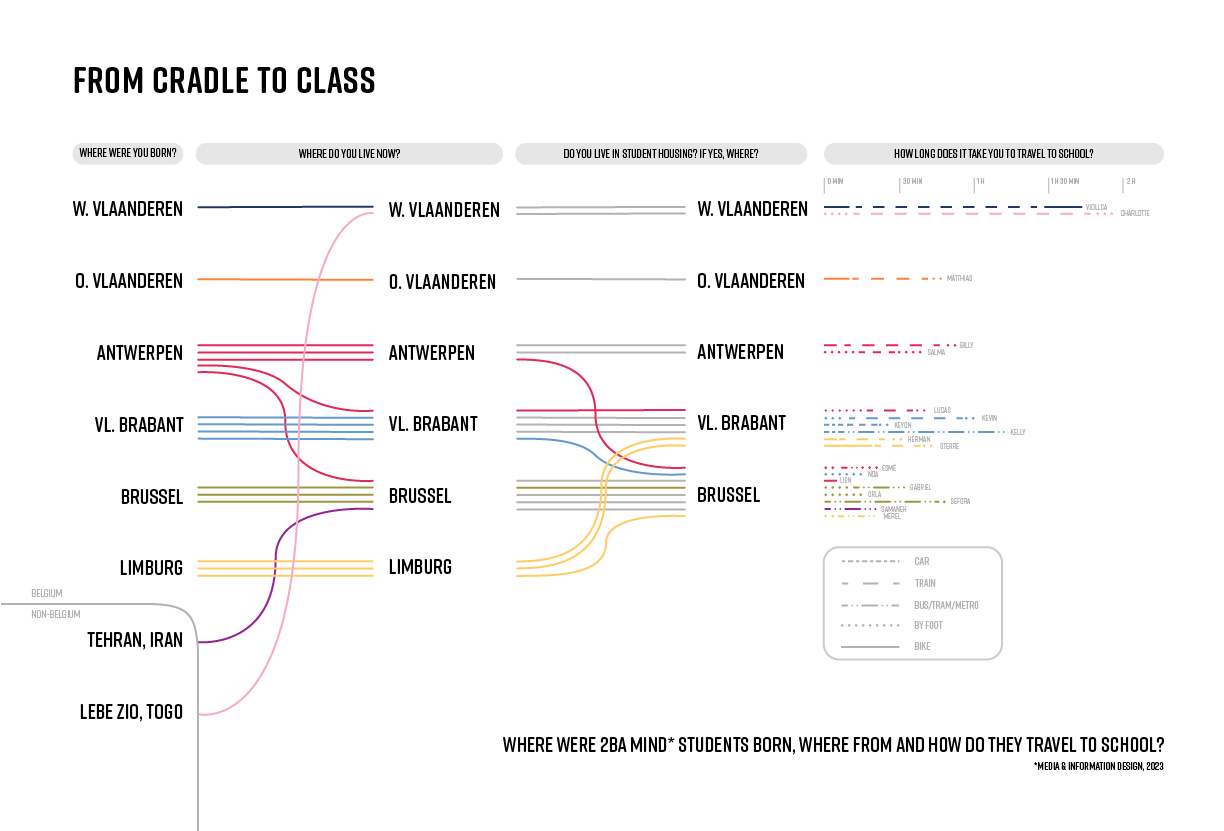 FROM CRADLE TO CLASS
WHERE WERE YOU BORN?
WHERE DO YOU LIVE NOW?
DO YOU LIVE IN STUDENT HOUSING? IF YES, WHERE?
HOW LONG DOES IT TAKE YOU TO TRAVEL TO SCHOOL?
0 MIN
30 MIN
1 H
1 H 30 MIN
2 H
W. VLAANDEREN
W. VLAANDEREN
W. VLAANDEREN
CHARLOTTE
O. VLAANDEREN
O. VLAANDEREN
O. VLAANDEREN
MATTHIAS
ANTWERPEN
ANTWERPEN
ANTWERPEN
BILLY
SALMA
VL. BRABANT
VL. BRABANT
VL. BRABANT
LUCAS
KEVIN
KEYON
KELLY
HERMAN
STERRE
BRUSSEL
BRUSSEL
BRUSSEL
ESMÉ
NOA
LIEN
GABRIEL
ORLA
DEFORA
SAMANEH
MEREL
LIMBURG
LIMBURG
BELGIUM
NON-BELGIUM
TEHRAN, IRAN
LEBE ZIO, TOGO
CAR
TRAIN
BUS/TRAM/METRO
BY FOOT
BIKE
WHERE WERE 2BA MIND* STUDENTS BORN, WHERE FROM AND HOW DO THEY TRAVEL TO SCHOOL?
*MEDIA & INFORMATION DESIGN, 2023